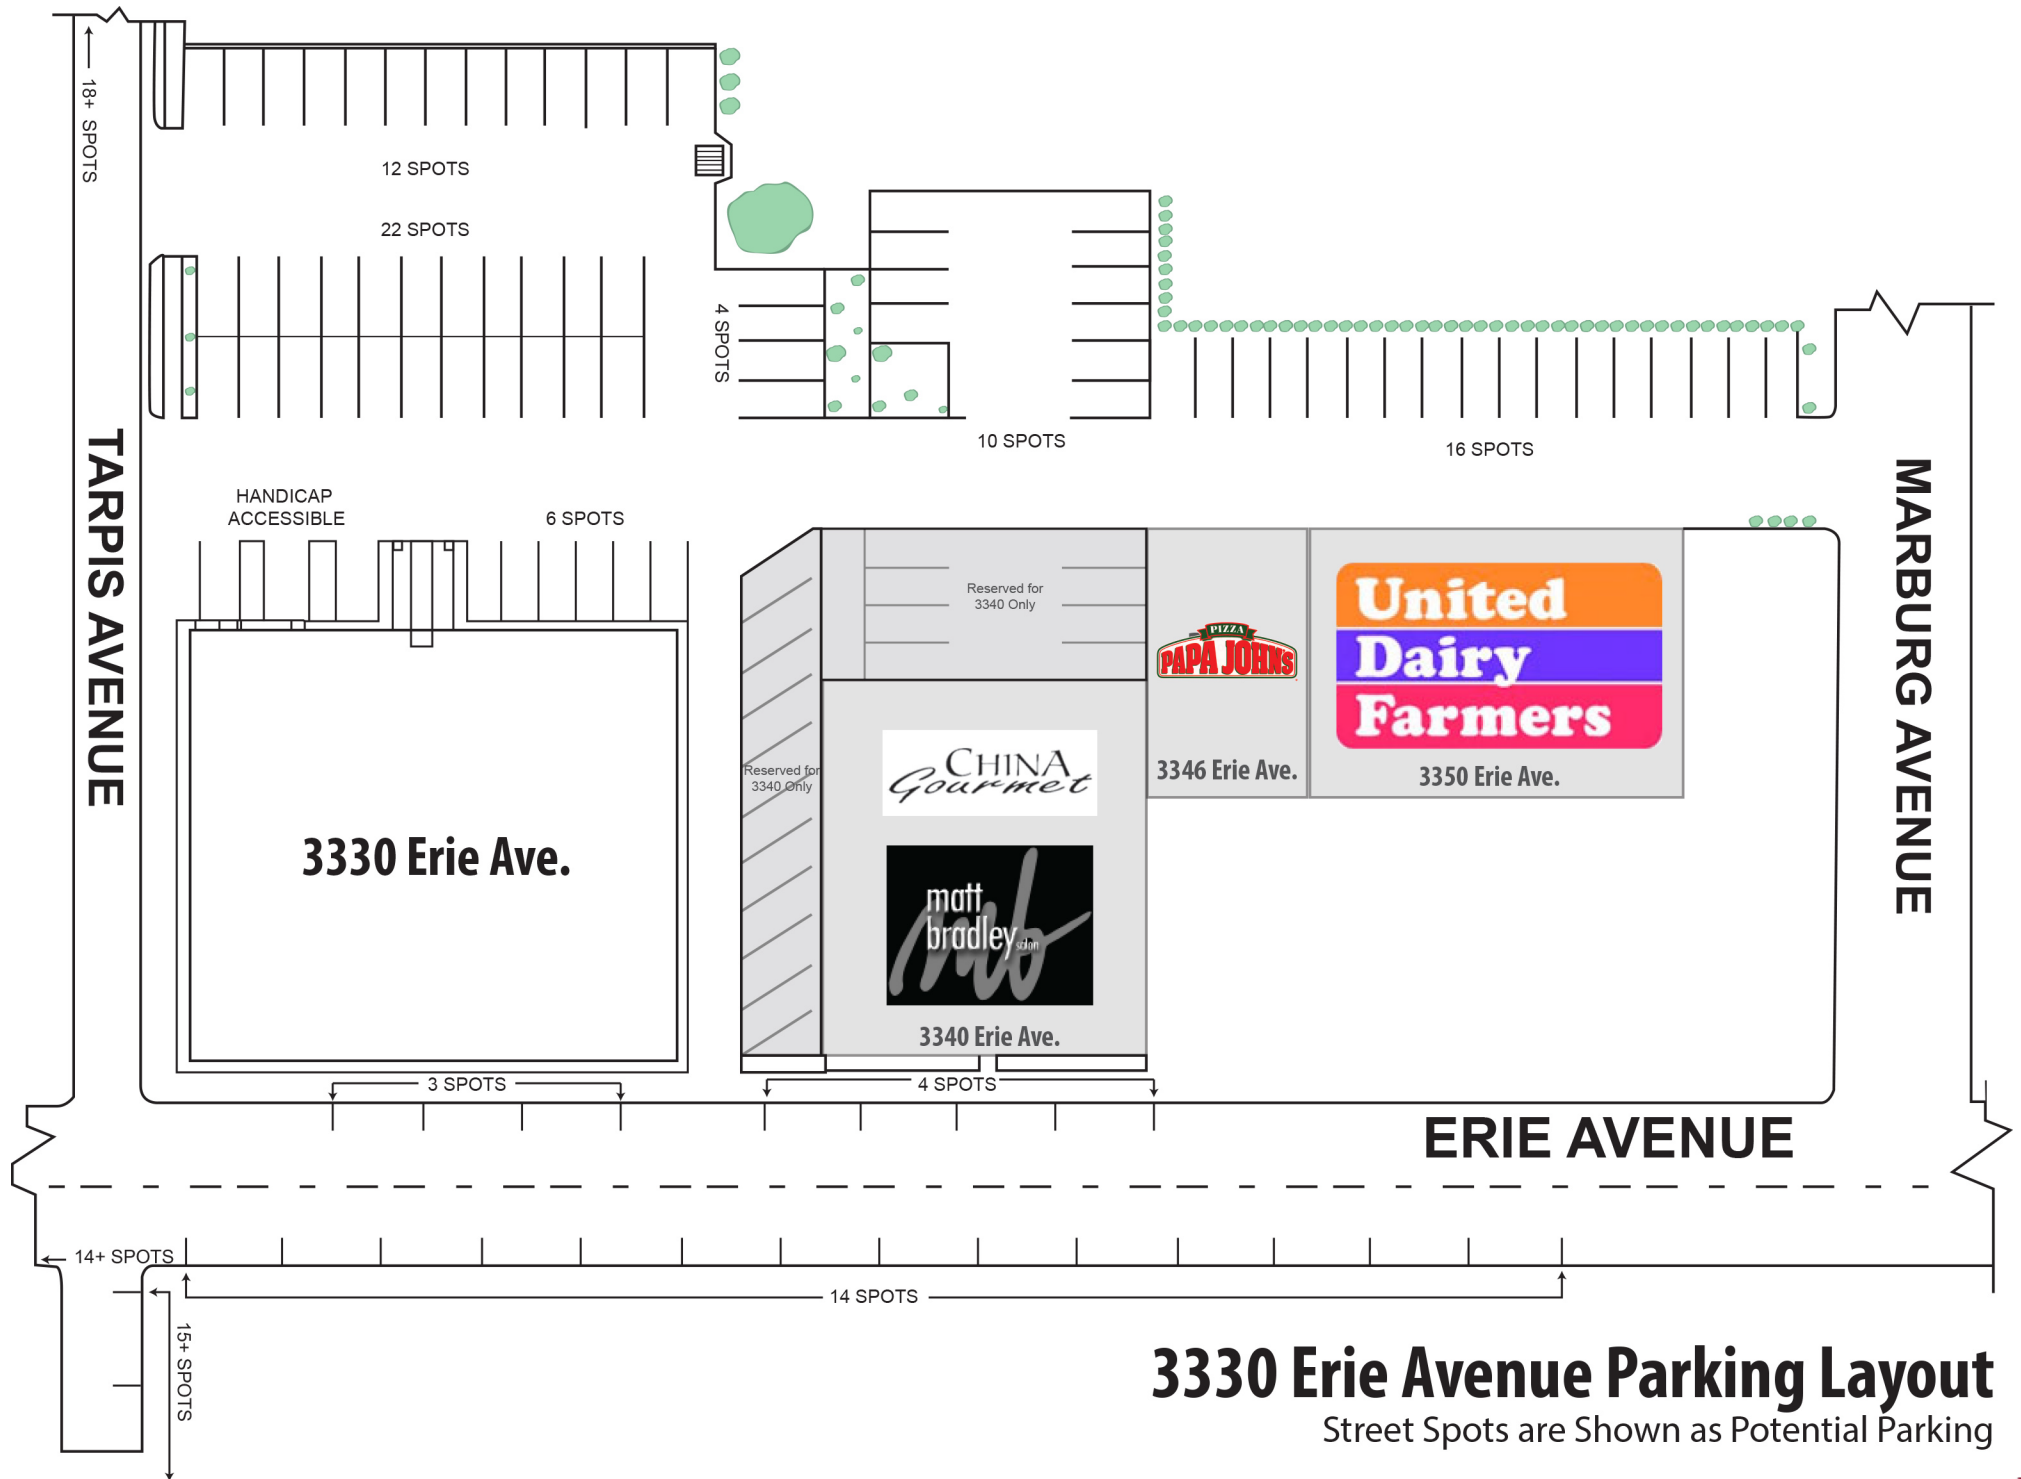 18+ SPOTS
12 SPOTS
22 SPOTS
4 SPOTS
10 SPOTS
16 SPOTS
TARPIS AVENUE
MARBURG AVENUE
HANDICAP
ACCESSIBLE
6 SPOTS
Reserved for
3340 Only
PIZZA
PAPA JOHN'S
3346 Erie Ave.
United
Dairy
Farmers
3350 Erie Ave.
Reserved for
3340 Only
CHINA
Gourmet
3330 Erie Ave.
mb
matt
bradley salon
3340 Erie Ave.
3 SPOTS
4 SPOTS
ERIE AVENUE
14+ SPOTS
14 SPOTS
15+ SPOTS
3330 Erie Avenue Parking Layout
Street Spots are Shown as Potential Parking